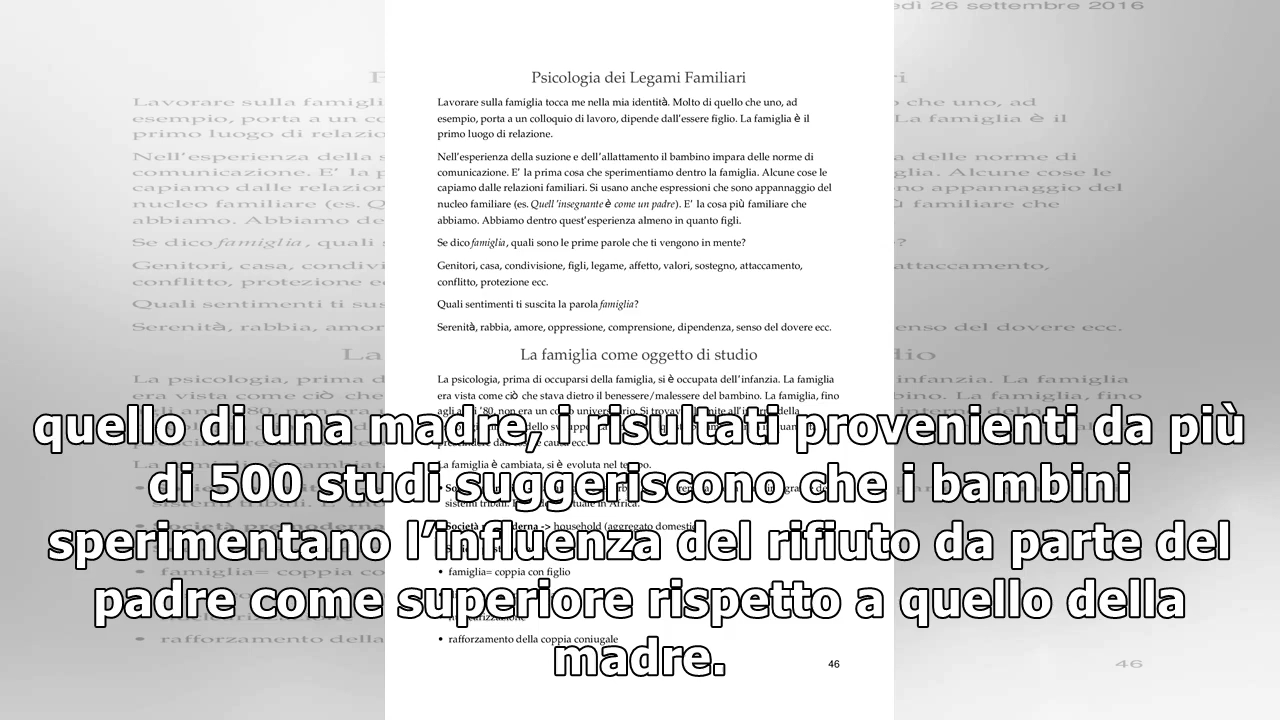 edì 26 settembre 2016
Psicologia dei Legami Familiari
Lavorare sulla famiglia tocca me nella mia identità. Molto di quello che uno, ad
esempio, porta a un colloquio di lavoro, dipende dall'essere figlio. La famiglia è il
primo luogo di relazione.
Nell'esperienza della suzione e dell'allattamento il bambino impara delle norme di
comunicazione. E' la prima cosa che sperimentiamo dentro la famiglia. Alcune cose le
capiamo dalle relazioni familiari. Si usano anche espressioni che sono appannaggio del
nucleo familiare (es. Quell'insegnante è come un padre). E' la cosa più familiare che
abbiamo. Abbiamo dentro quest'esperienza almeno in quanto figli.
Se dico famiglia, quali sono le prime parole che ti vengono in mente?
Genitori, casa, condivisione, figli, legame, affetto, valori, sostegno, attaccamento,
conflitto, protezione ecc.
Quali sentimenti ti suscita la parola famiglia?
Serenità, rabbia, amore, oppressione, comprensione, dipendenza, senso del dovere ecc.
La famiglia come oggetto di studio
La psicologia, prima di occuparsi della famiglia, si è occupata dell'infanzia. La famiglia
era vista come ciò che stava dietro il benessere/malessere del bambino. La famiglia, fino
La famiglia è cambiata, si è evoluta nel tempo.
• famiglia= coppia con figlio
• rafforzamento della coppia coniugale
46
quello di una madre, i risultati provenienti da più
di 500 studi suggeriscono che i bambini
sperimentano l'influenza del rifiuto da parte del
padre come superiore rispetto a quello della
madre.